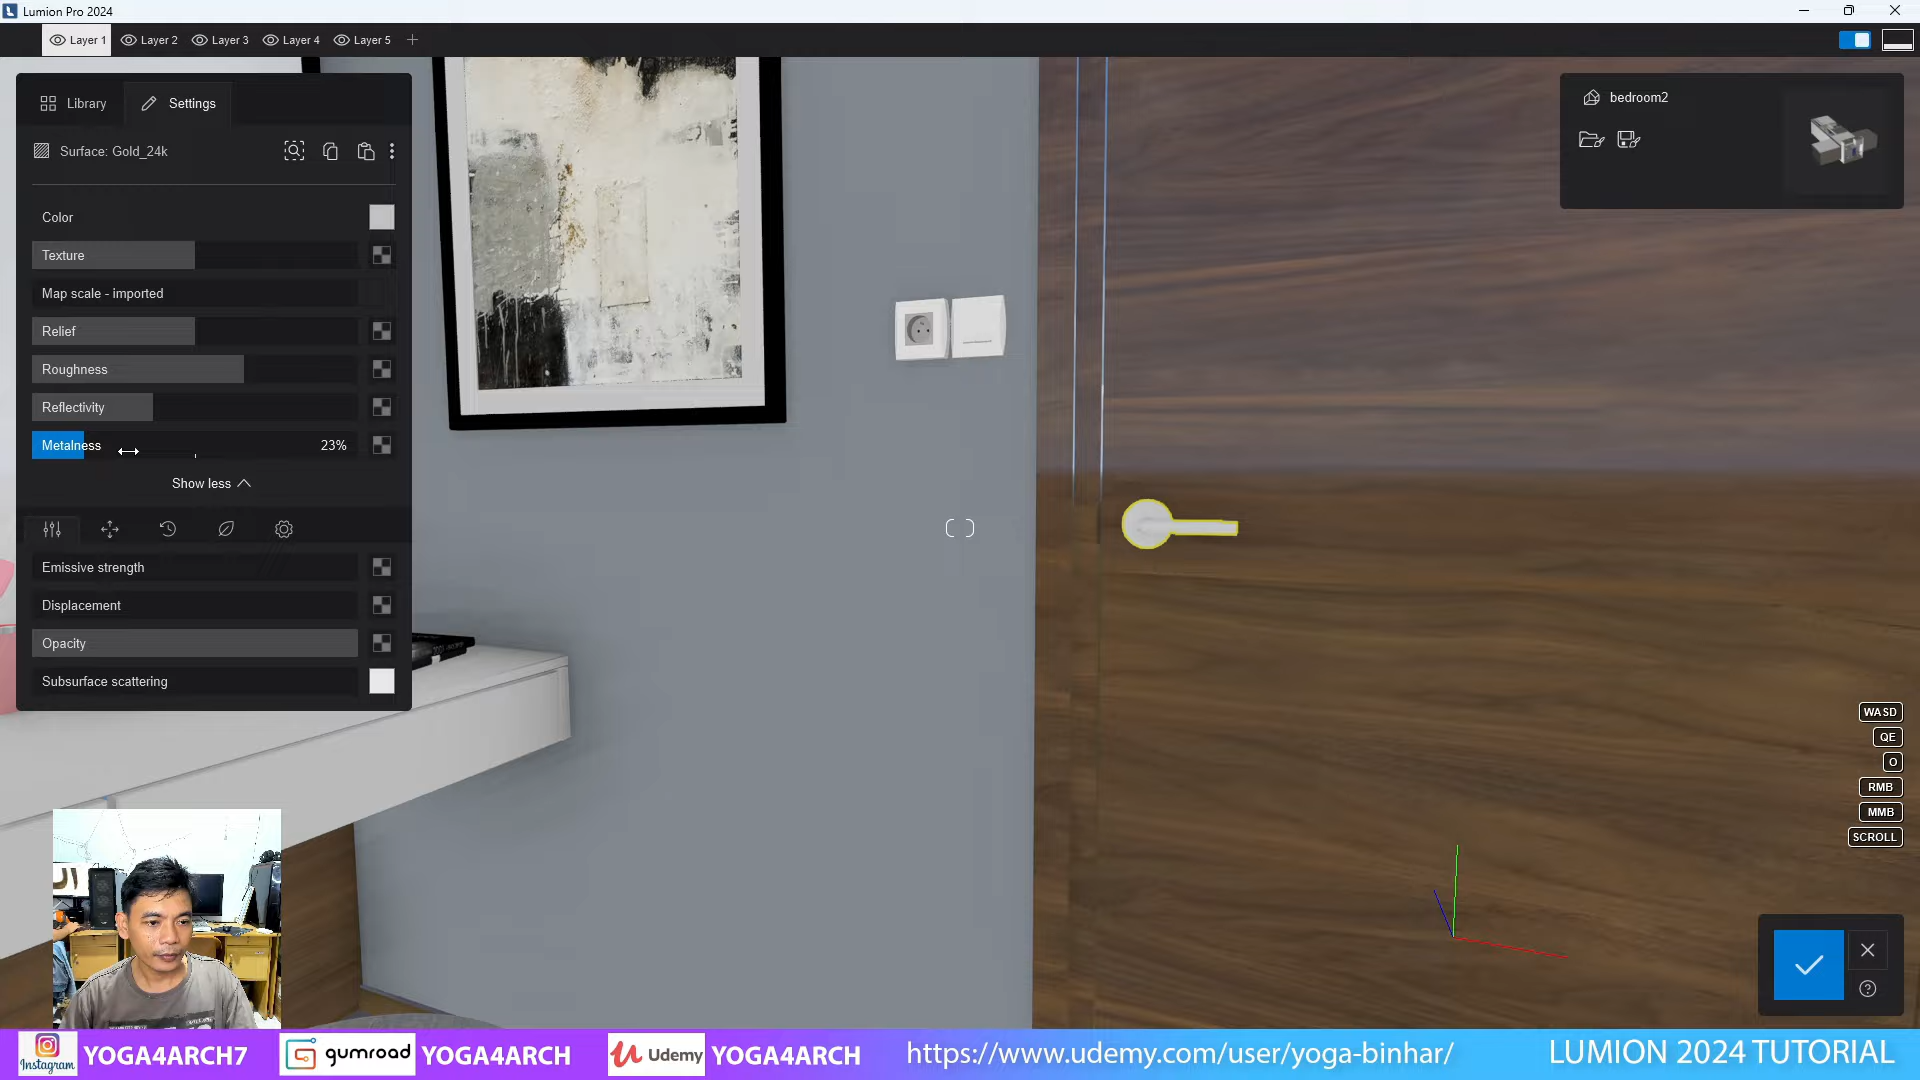 Lumion Pro 2024
Layer 1
Layer 2
Layer 3
Layer 4
Layer 5
Library
Settings
Surface: Gold_24k
Color
Texture
Map scale - imported
Relief
Roughness
Reflectivity
Metalness 23%
Show less
Emissive strength
Displacement
Opacity
Subsurface scattering
bedroom2
WASD
QE
O
RMB
MMB
SCROLL
Instagram
YOGA4ARCH7
gumroad
YOGA4ARCH
Udemy
YOGA4ARCH
https://www.udemy.com/user/yoga-binhar/
LUMION 2024 TUTORIAL